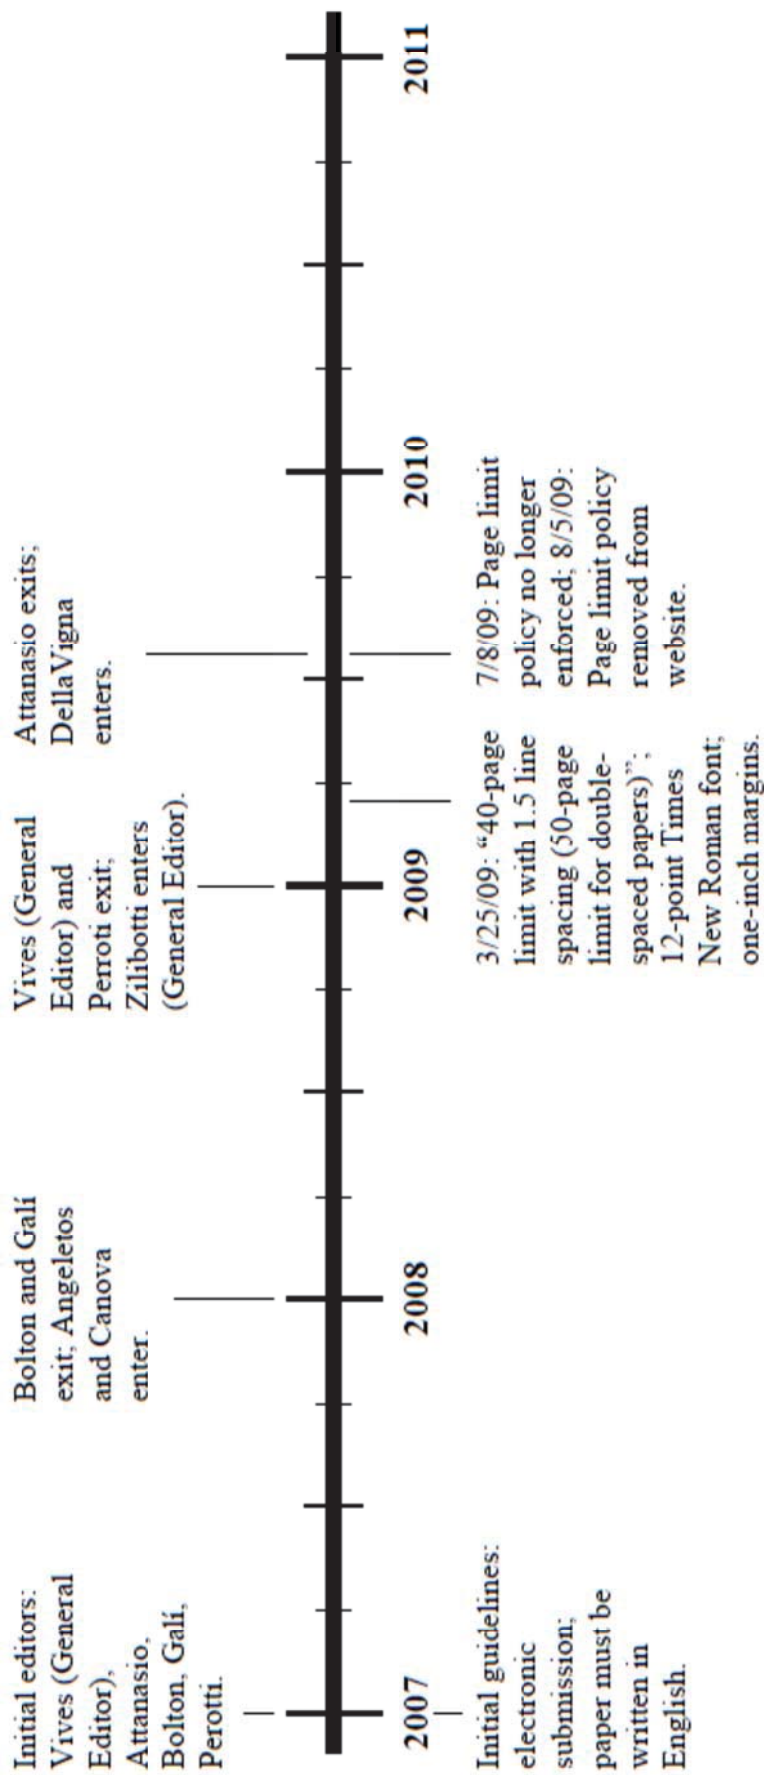 Initial editors:
Vives (General
Editor),
Attanasio,
Bolton, Galí,
Perotti.
Bolton and Galí
exit; Angeletos
and Canova
enter.
Vives (General
Editor) and
Perroti exit;
Zilibotti enters
(General Editor).
Attanasio exits;
DellaVigna
enters.
2007
2008
2009
2010
2011
Initial guidelines:
electronic
submission;
paper must be
written in
English.
3/25/09: “40-page
limit with 1.5 line
spacing (50-page
limit for double-
spaced papers)”;
12-point Times
New Roman font;
one-inch margins.
7/8/09: Page limit
policy no longer
enforced; 8/5/09:
Page limit policy
removed from
website.